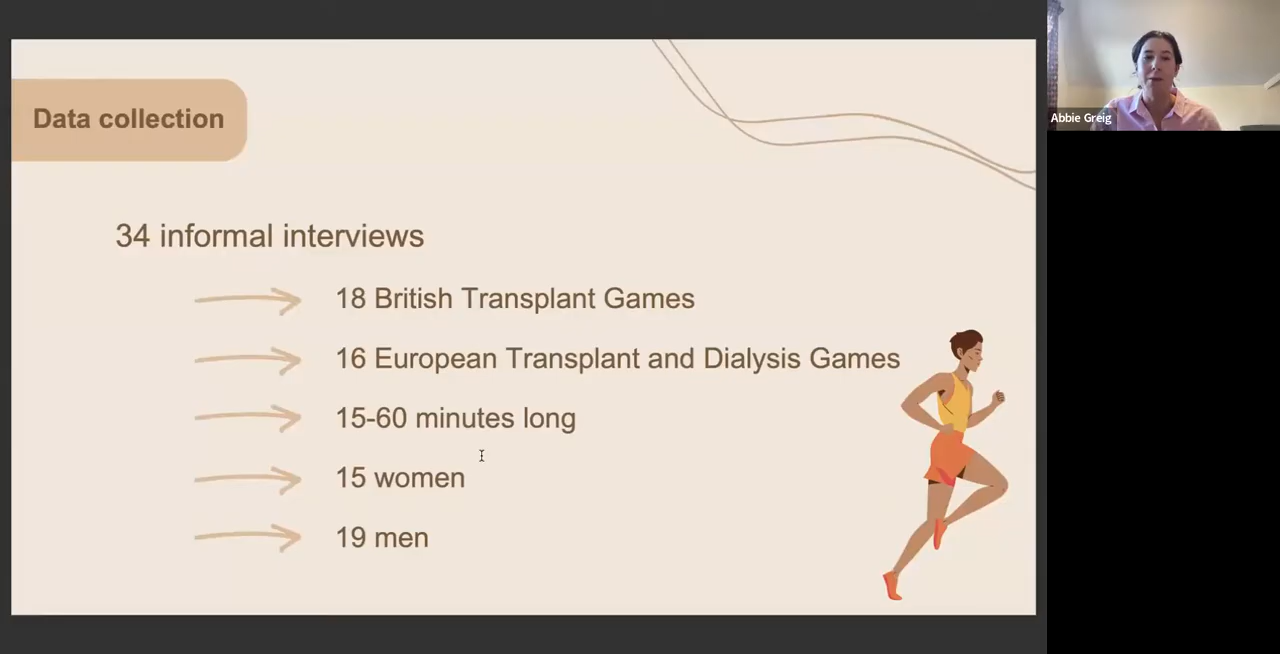 Data collection
34 informal interviews
18 British Transplant Games
16 European Transplant and Dialysis Games
15-60 minutes long
15 women
19 men
Abbie Greig